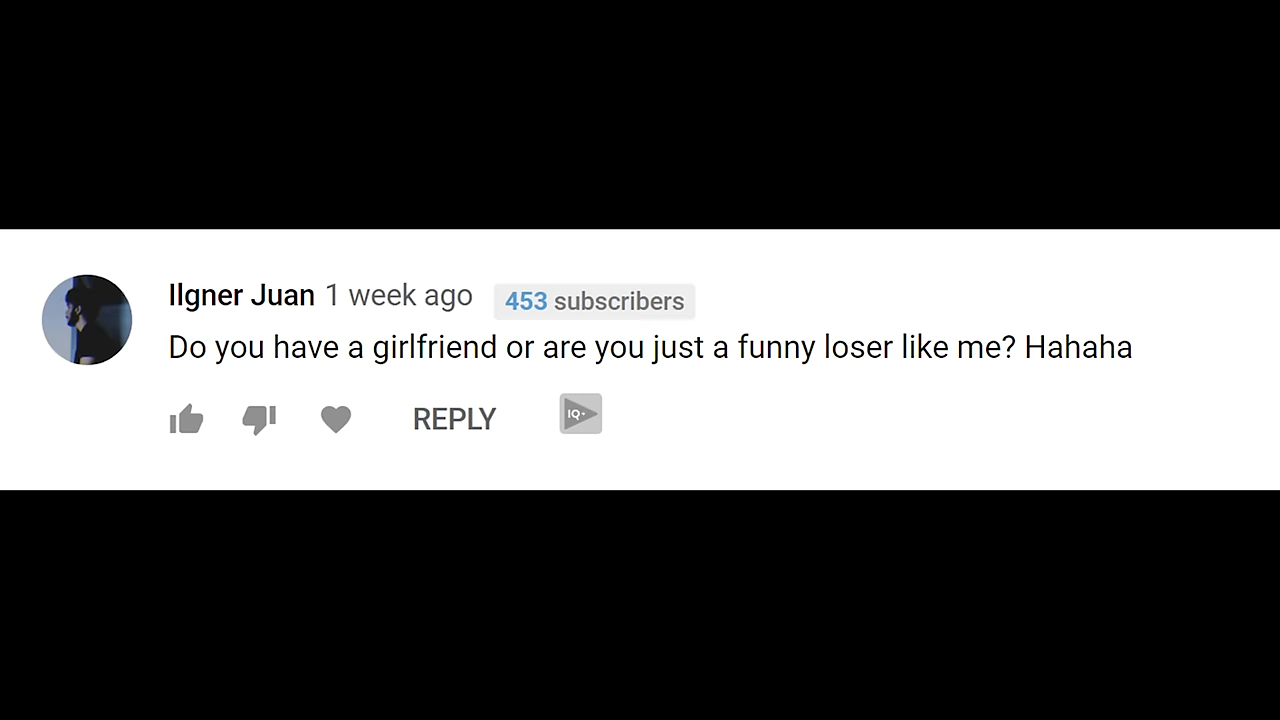 Ilgner Juan 1 week ago 453 subscribers
Do you have a girlfriend or are you just a funny loser like me? Hahaha
REPLY IQ